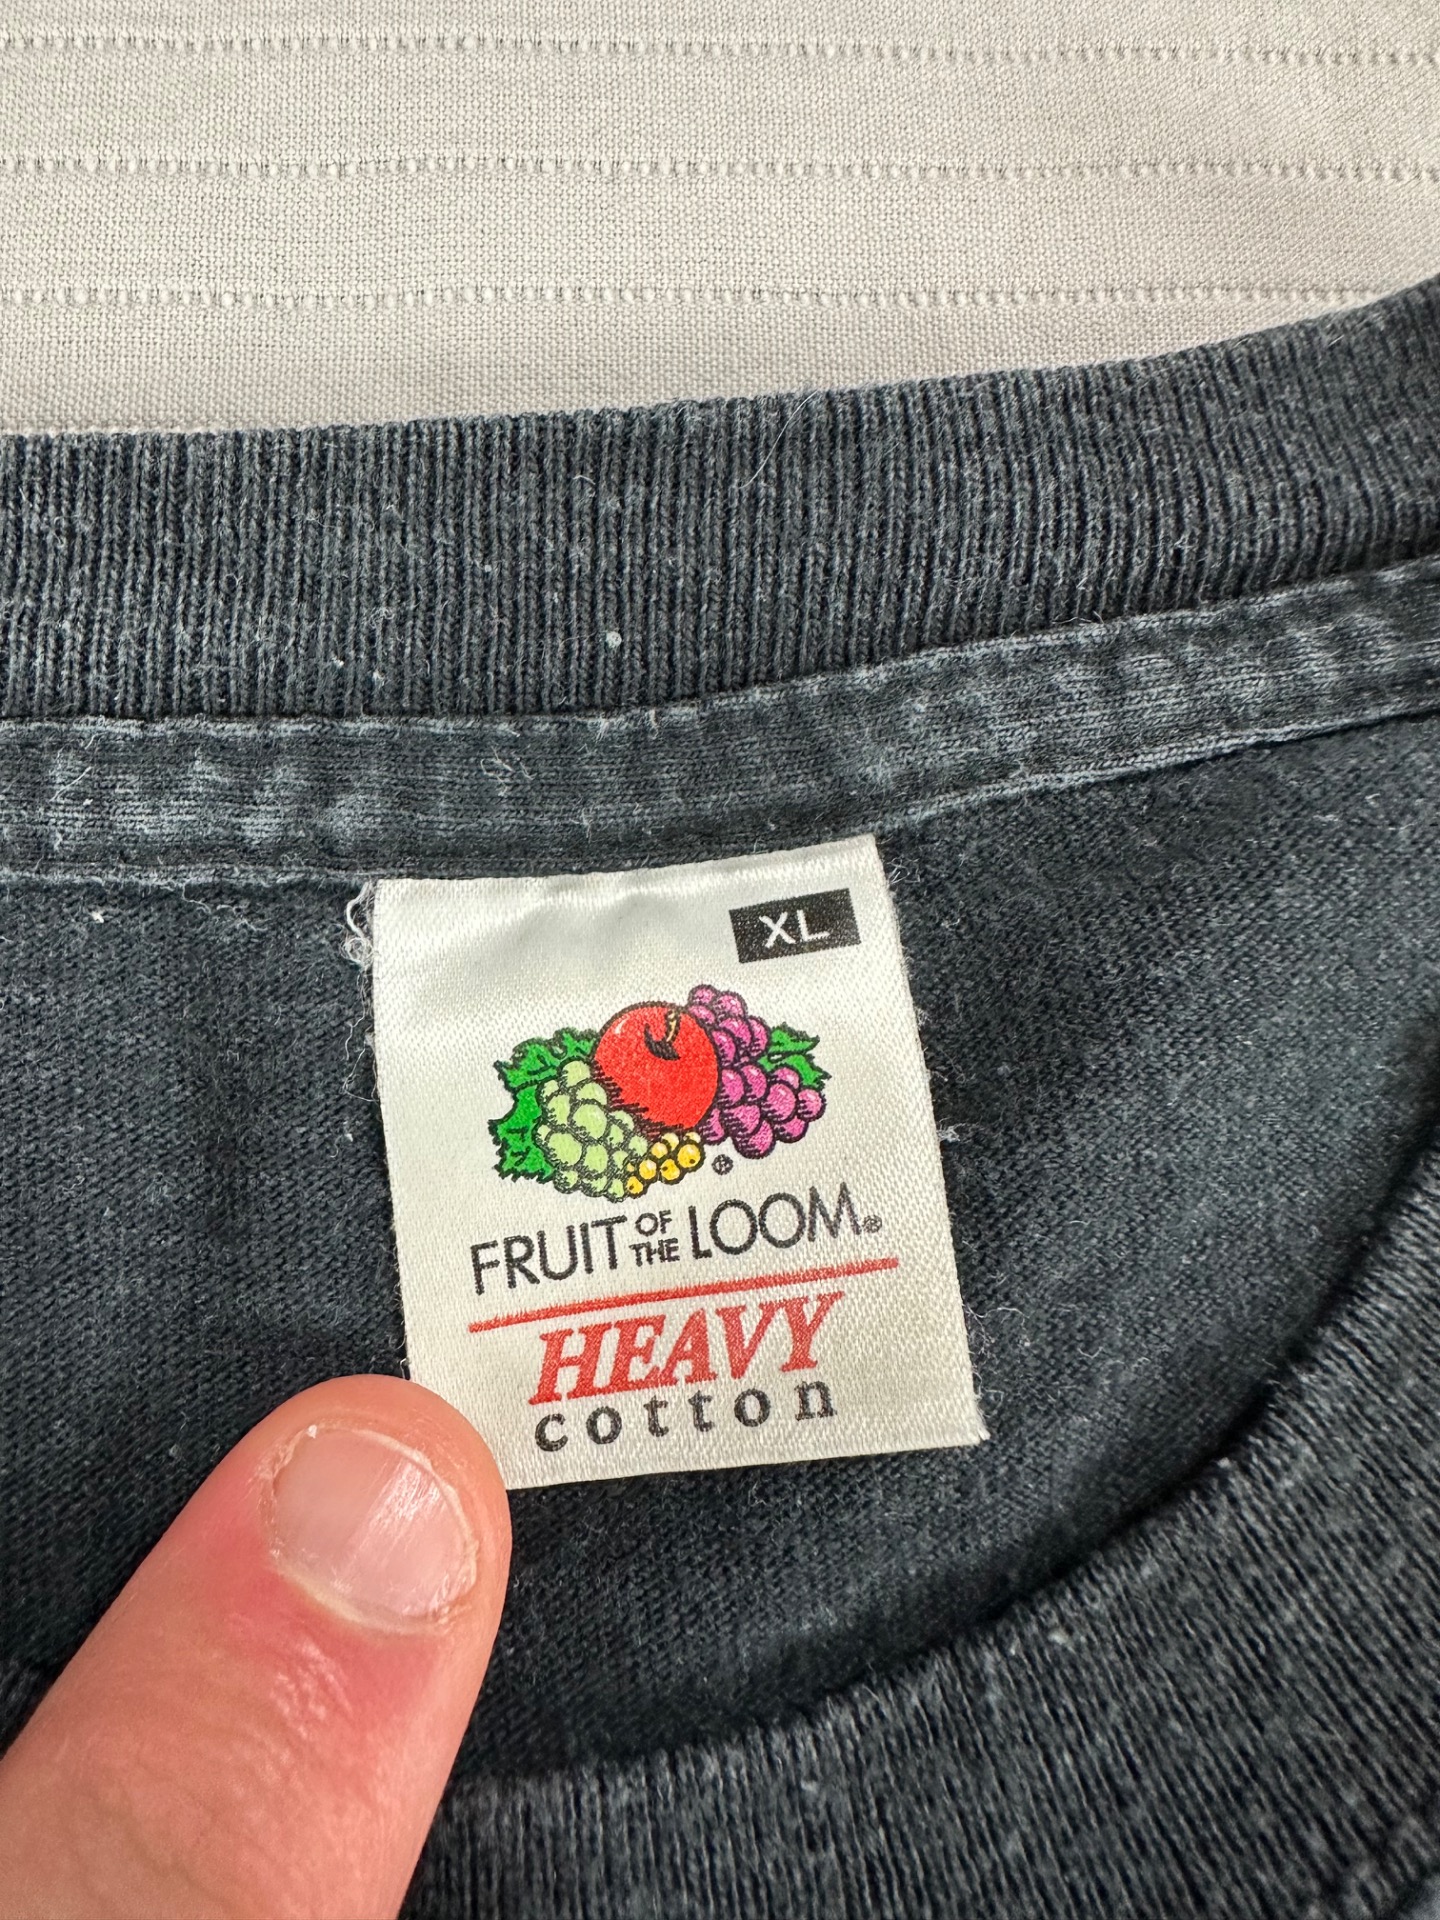 XL
®
FRUIT OF THE LOOM®
HEAVY
cotton